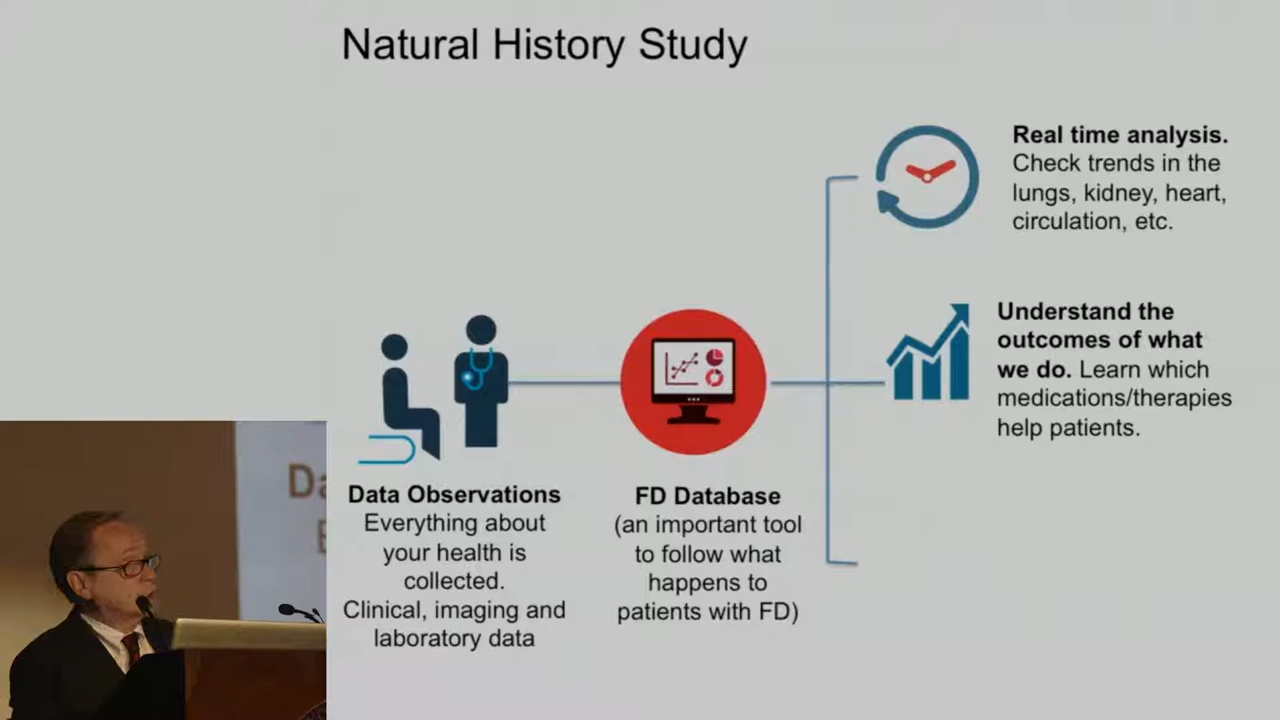 Natural History Study
Real time analysis.
Check trends in the
lungs, kidney, heart,
circulation, etc.
Understand the
outcomes of what
we do. Learn which
medications/therapies
help patients.
Data Observations
Everything about
your health is
collected.
Clinical, imaging and
laboratory data
FD Database
(an important tool
to follow what
happens to
patients with FD)
Da